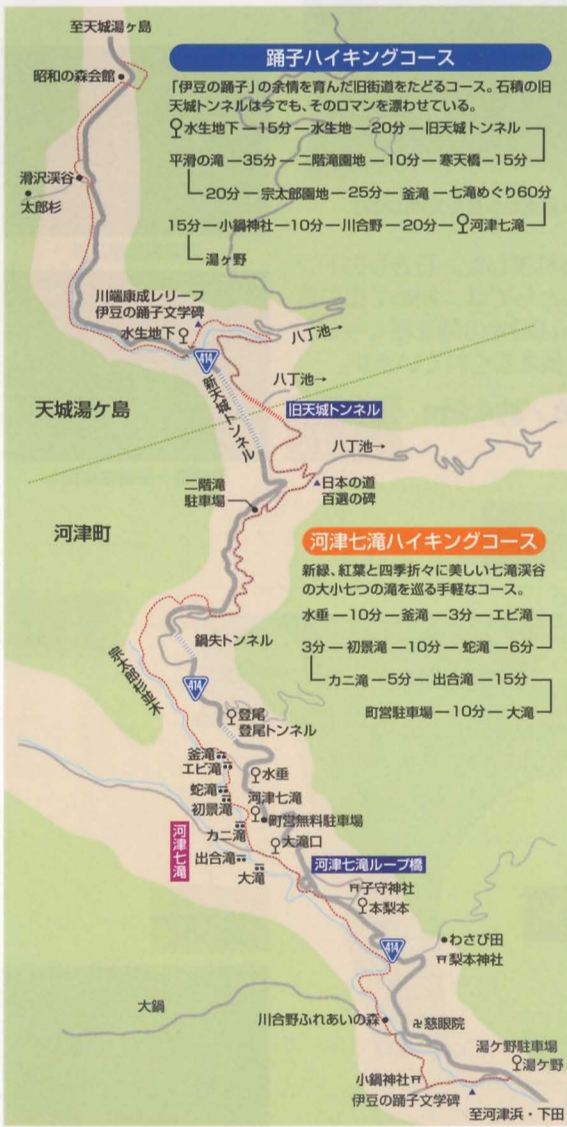 至天城湯ヶ島
昭和の森会館
踊子ハイキングコース
「伊豆の踊子」の余情を育んだ旧街道をたどるコース。石積の旧
天城トンネルは今でも、そのロマンを漂わせている。
水生地下―15分―水生地―20分―旧天城トンネル
平滑の滝―35分―二階滝園地―10分―寒天橋―15分
20分―宗太郎園地―25分―釜滝―七滝めぐり60分
15分―小鍋神社―10分―川合野―20分―河津七滝
湯ヶ野
滑沢渓谷
太郎杉
川端康成レリーフ
伊豆の踊子文学碑
水生地下
414
八丁池→
新天城トンネル
八丁池→
旧天城トンネル
天城湯ケ島
八丁池→
二階滝
駐車場
日本の道
百選の碑
河津町
河津七滝ハイキングコース
新緑、紅葉と四季折々に美しい七滝渓谷
の大小七つの滝を巡る手軽なコース。
水垂―10分―釜滝―3分―エビ滝
3分―初景滝―10分―蛇滝―6分
カニ滝―5分―出合滝―15分
町営駐車場―10分―大滝
鍋失トンネル
宗太郎杉並木
414
登尾
登尾トンネル
釜滝
エビ滝
水垂
蛇滝
河津七滝
初景滝
町営無料駐車場
カニ滝
大滝口
河津七滝
出合滝
大滝
河津七滝ループ橋
子守神社
本梨本
414
わさび田
梨本神社
大鍋
川合野ふれあいの森
慈眼院
湯ケ野駐車場
湯ケ野
小鍋神社
伊豆の踊子文学碑
至河津浜・下田